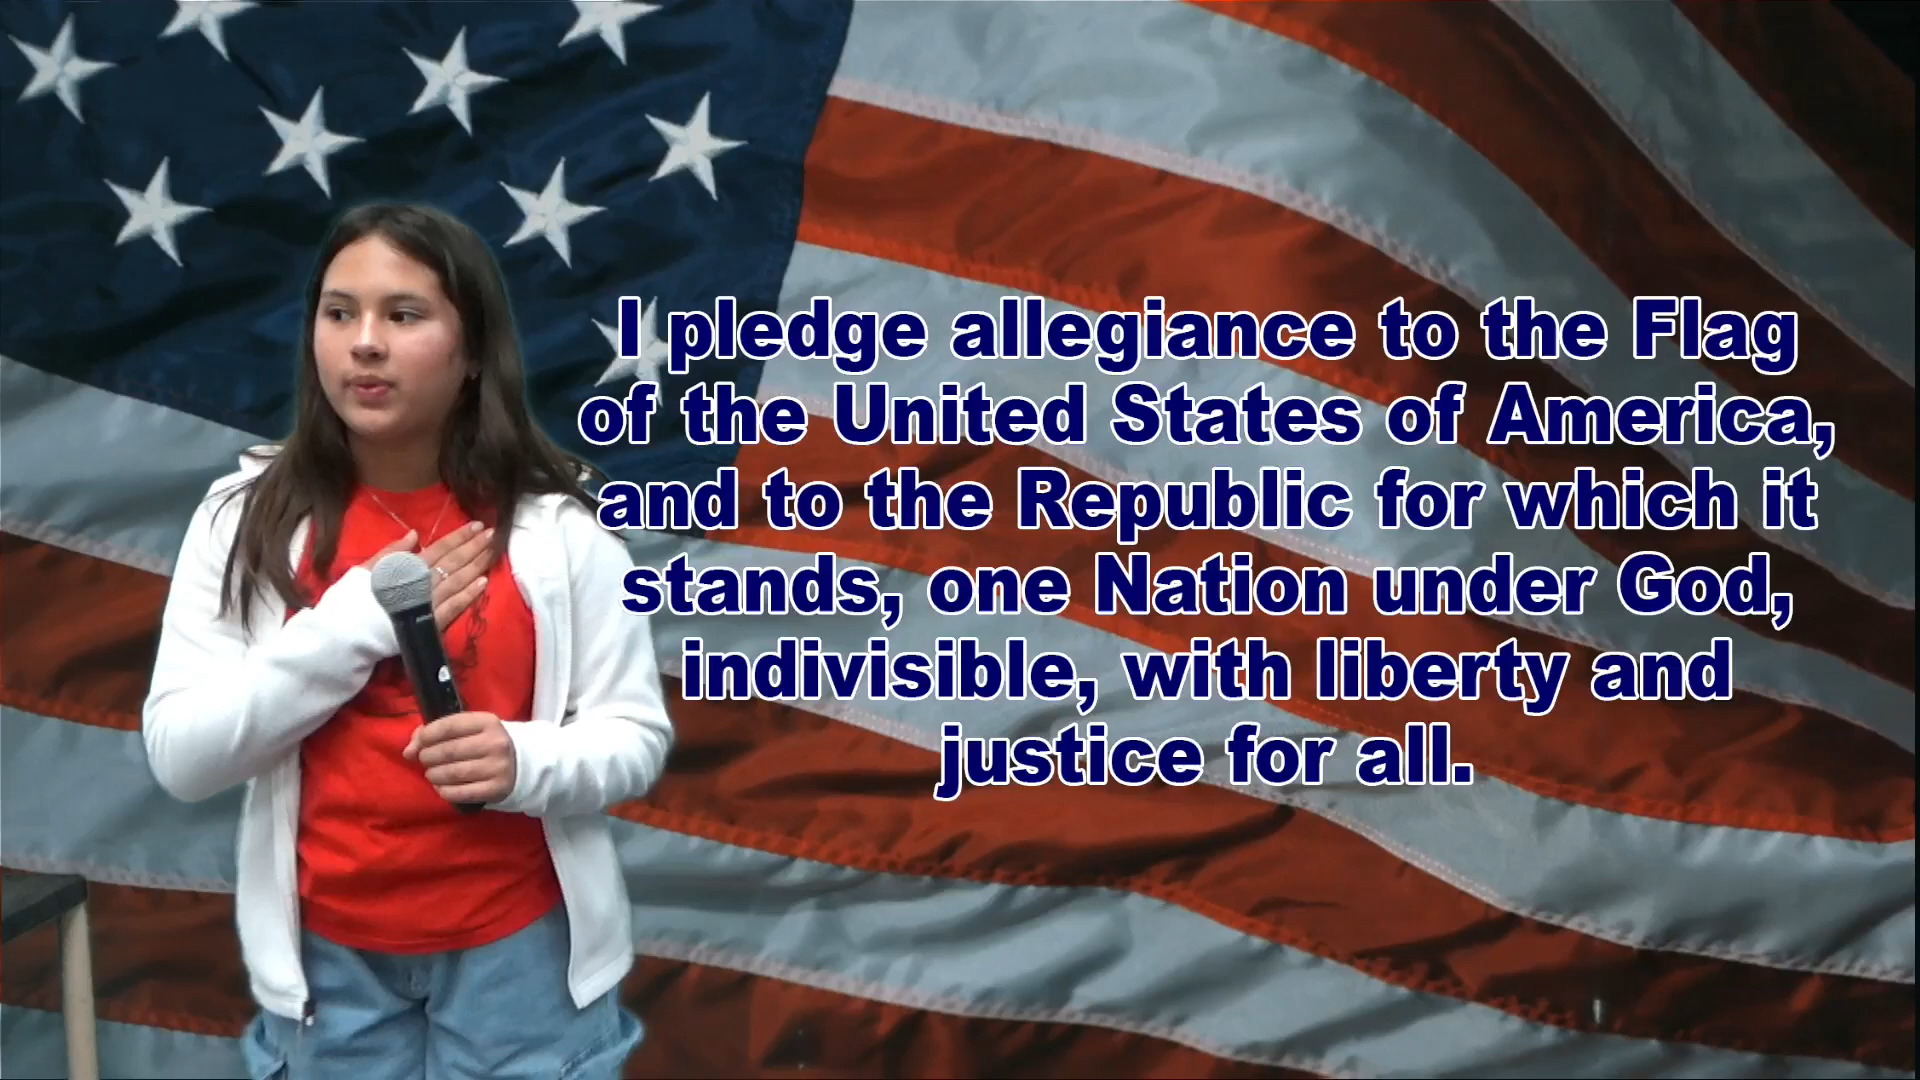 I pledge allegiance to the Flag
of the United States of America,
and to the Republic for which it
stands, one Nation under God,
indivisible, with liberty and
justice for all.